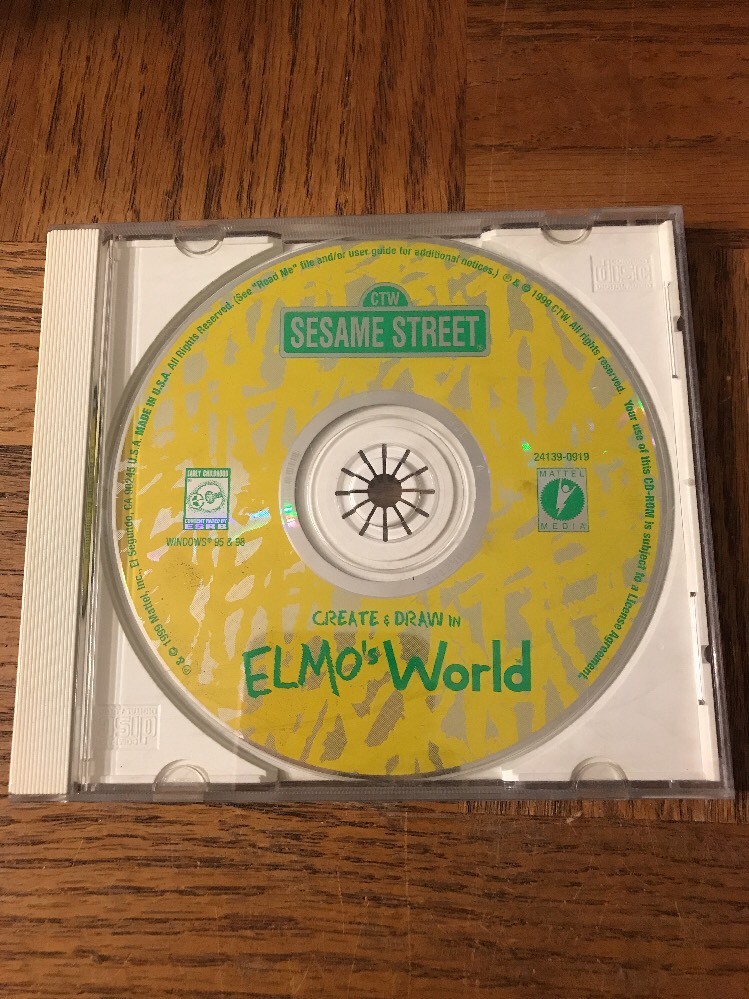 ℗ & © 1999 Mattel, Inc. El Segundo, CA 90245 U.S.A. MADE IN U.S.A. All Rights Reserved. (See "Read Me" file and/or user guide for additional notices.) ℗ & © 1999 CTW. All rights reserved. Your use of this CD-ROM is subject to a License Agreement.
CTW
SESAME STREET
24139-0919
EARLY CHILDHOOD
CONTENT RATED BY
ESRB
MATTEL
MEDIA
WINDOWS® 95 & 98
CREATE & DRAW IN
ELMO's World